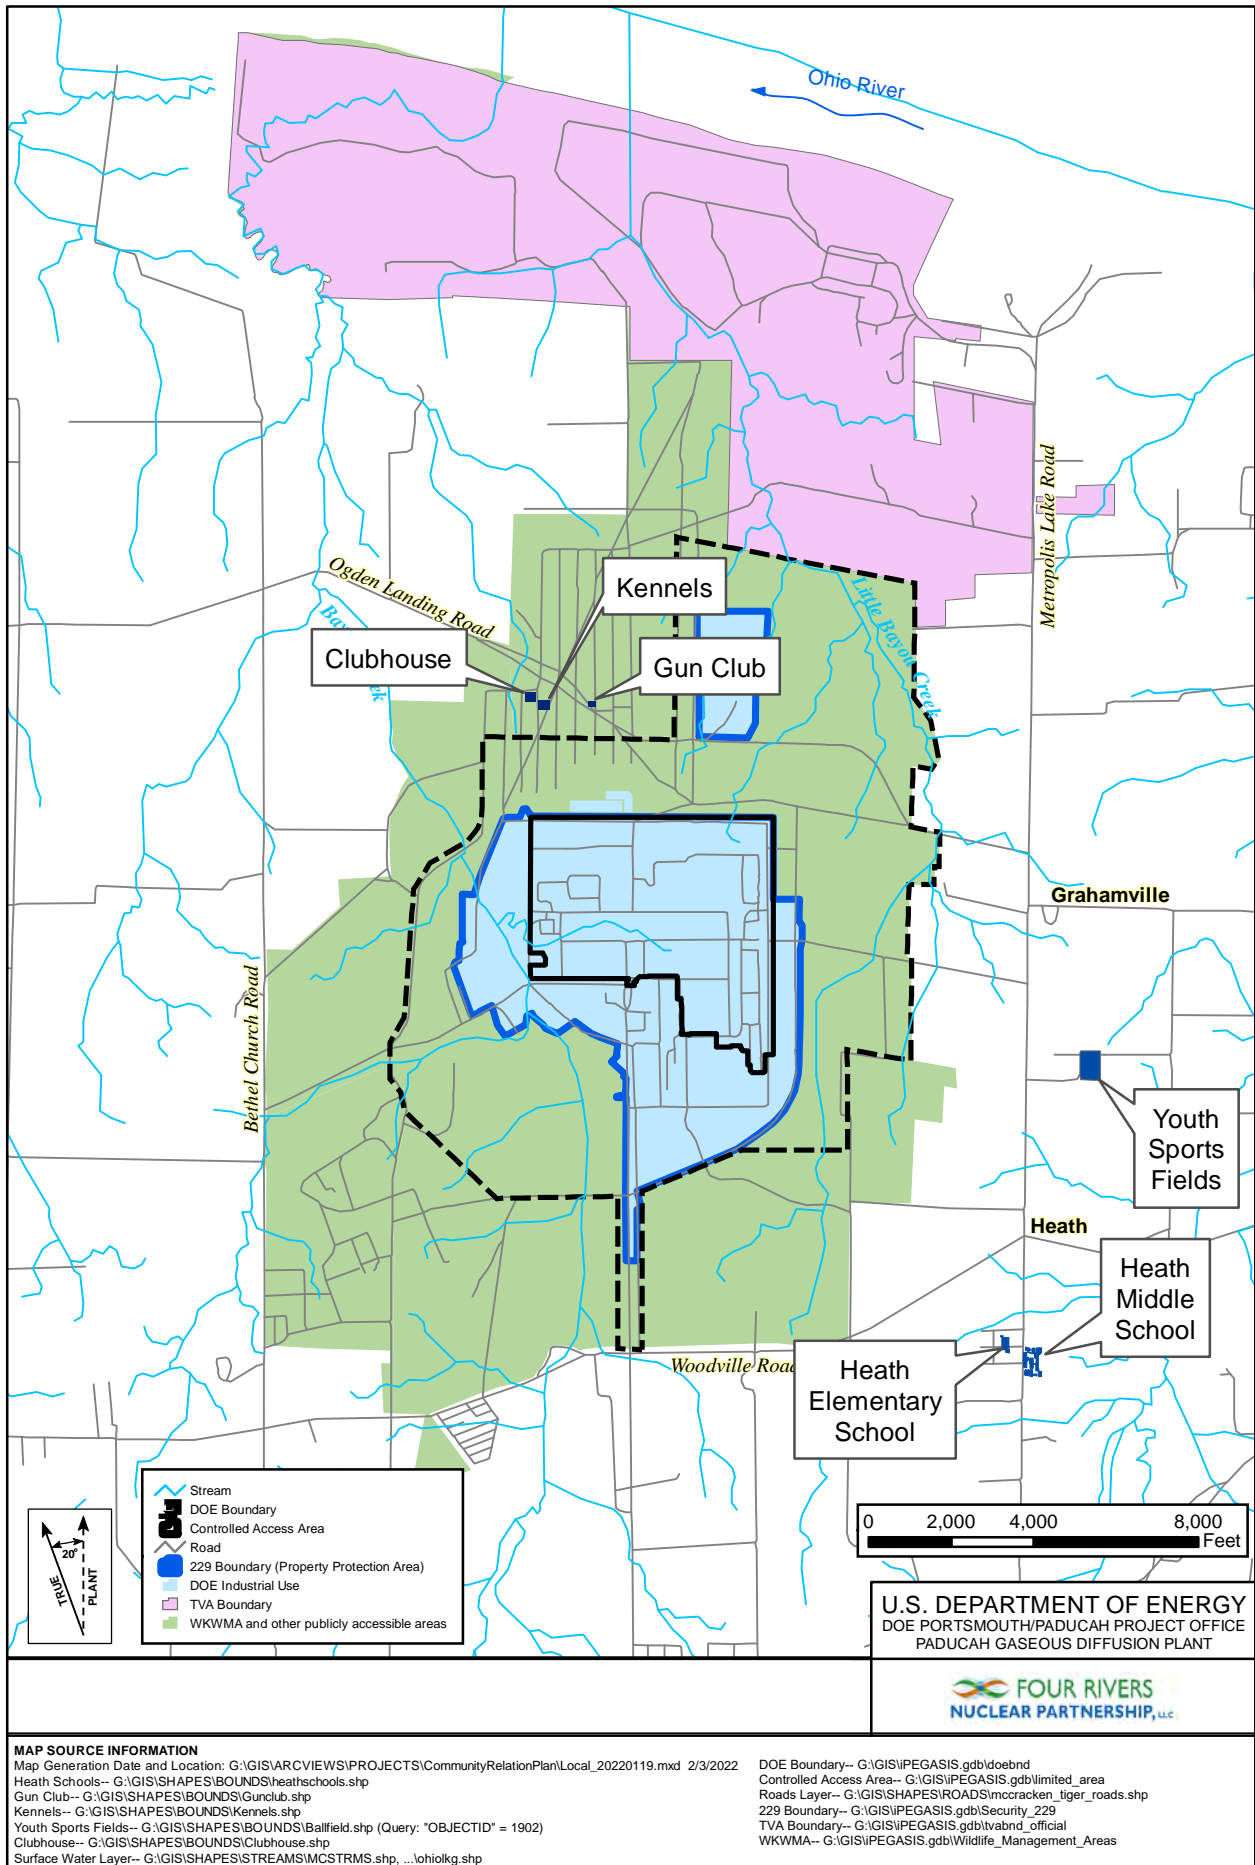 Ohio River
Metropolis Lake Road
Ogden Landing Road
Kennels
Little Bayou Creek
Clubhouse
Gun Club
Grahamville
Bethel Church Road
Youth
Sports
Fields
Heath
Heath
Middle
School
Woodville Road
Heath
Elementary
School
Stream
DOE Boundary
Controlled Access Area
Road
229 Boundary (Property Protection Area)
DOE Industrial Use
TVA Boundary
WKWMA and other publicly accessible areas
20°
TRUE
PLANT
0 2,000 4,000 8,000
Feet
U.S. DEPARTMENT OF ENERGY
DOE PORTSMOUTH/PADUCAH PROJECT OFFICE
PADUCAH GASEOUS DIFFUSION PLANT
FOUR RIVERS
NUCLEAR PARTNERSHIP, LLC
MAP SOURCE INFORMATION
Map Generation Date and Location: G:\GIS\ARCVIEWS\PROJECTS\CommunityRelationPlan\Local_20220119.mxd 2/3/2022
Heath Schools-- G:\GIS\SHAPES\BOUNDS\heathschools.shp
Gun Club-- G:\GIS\SHAPES\BOUNDS\Gunclub.shp
Kennels-- G:\GIS\SHAPES\BOUNDS\Kennels.shp
Youth Sports Fields-- G:\GIS\SHAPES\BOUNDS\Ballfield.shp (Query: "OBJECTID" = 1902)
Clubhouse-- G:\GIS\SHAPES\BOUNDS\Clubhouse.shp
Surface Water Layer-- G:\GIS\SHAPES\STREAMS\MCSTRMS.shp, ...\ohiolkg.shp
DOE Boundary-- G:\GIS\iPEGASIS.gdb\doebnd
Controlled Access Area-- G:\GIS\iPEGASIS.gdb\limited_area
Roads Layer-- G:\GIS\SHAPES\ROADS\mccracken_tiger_roads.shp
229 Boundary-- G:\GIS\iPEGASIS.gdb\Security_229
TVA Boundary-- G:\GIS\iPEGASIS.gdb\tvabnd_official
WKWMA-- G:\GIS\iPEGASIS.gdb\Wildlife_Management_Areas